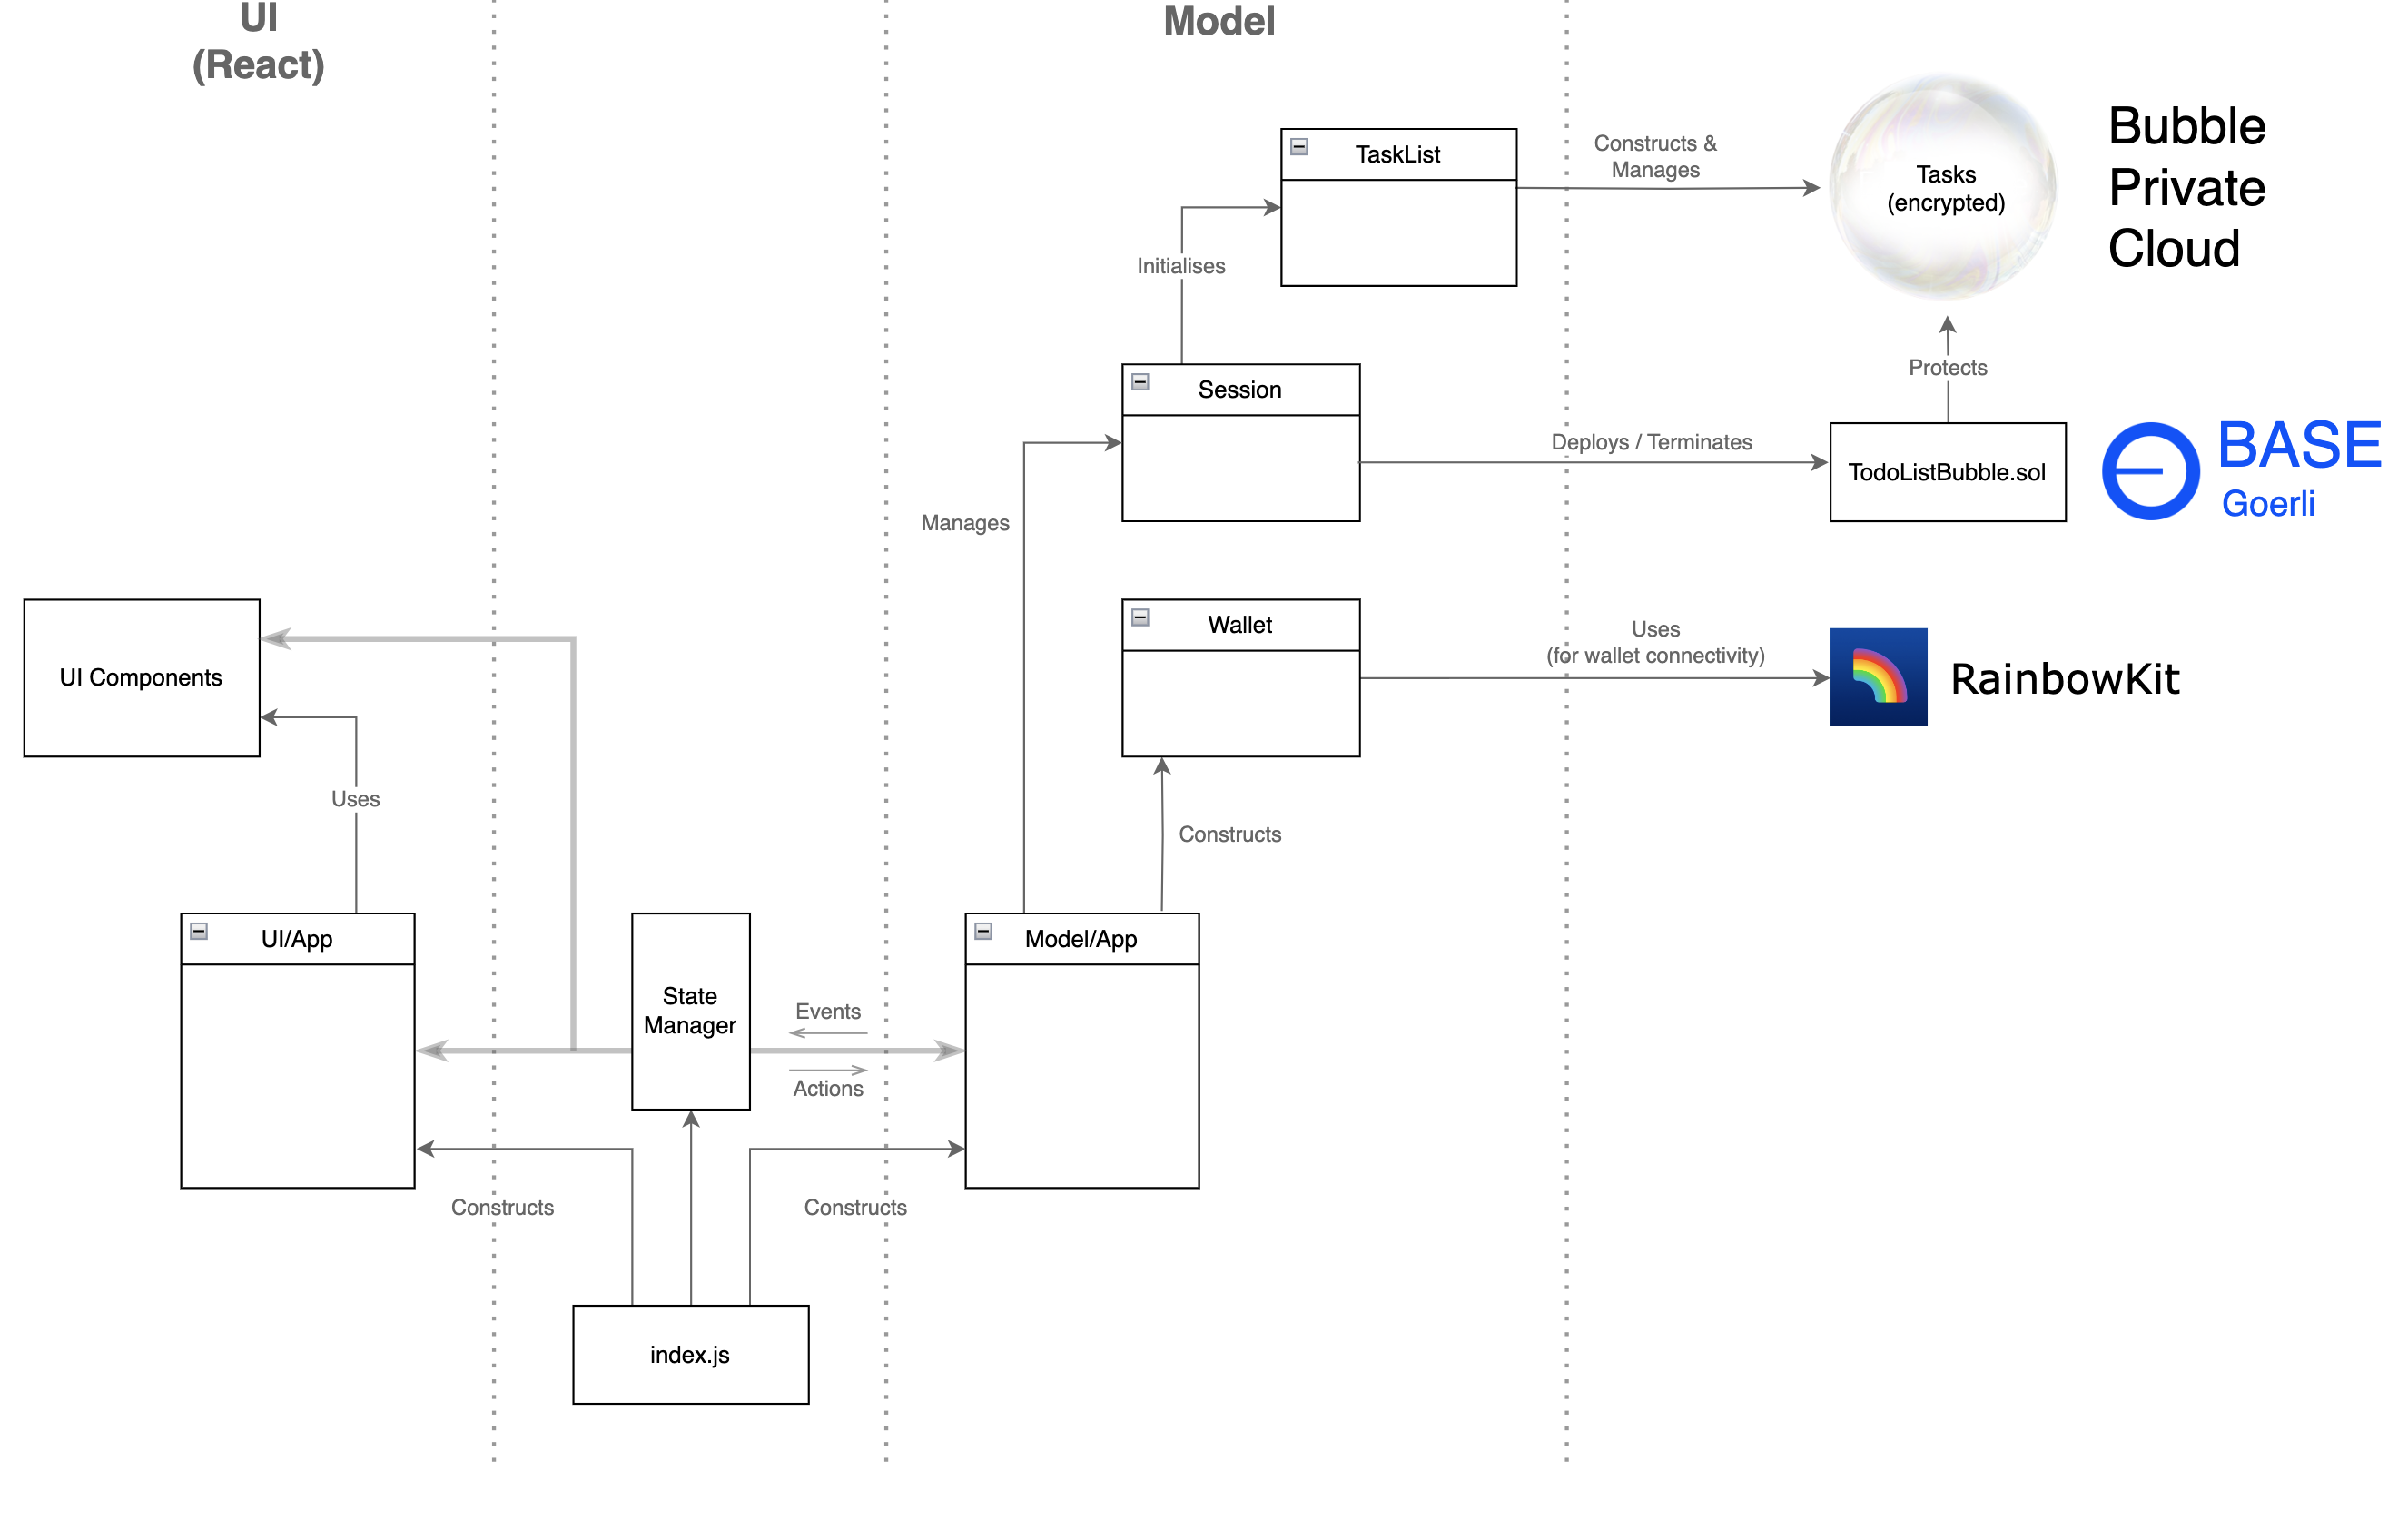 UI
(React)
Model
TaskList
Constructs &
Manages
Tasks
(encrypted)
Bubble
Private
Cloud
Initialises
Session
Protects
Deploys / Terminates
TodoListBubble.sol
BASE
Goerli
Manages
Wallet
Uses
(for wallet connectivity)
RainbowKit
UI Components
Uses
Constructs
UI/App
State
Manager
Events
Actions
Model/App
Constructs
Constructs
index.js